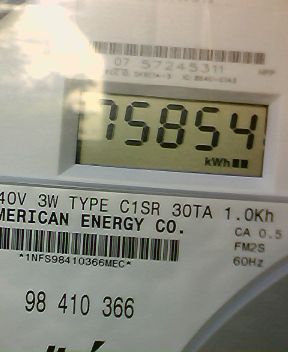 07 57245311
75854
kWh
40V 3W TYPE C1SR 30TA 1.0Kh
MERICAN ENERGY CO.
CA 0.5
FM2S
60Hz
*1NFS98410366MEC*
98 410 366